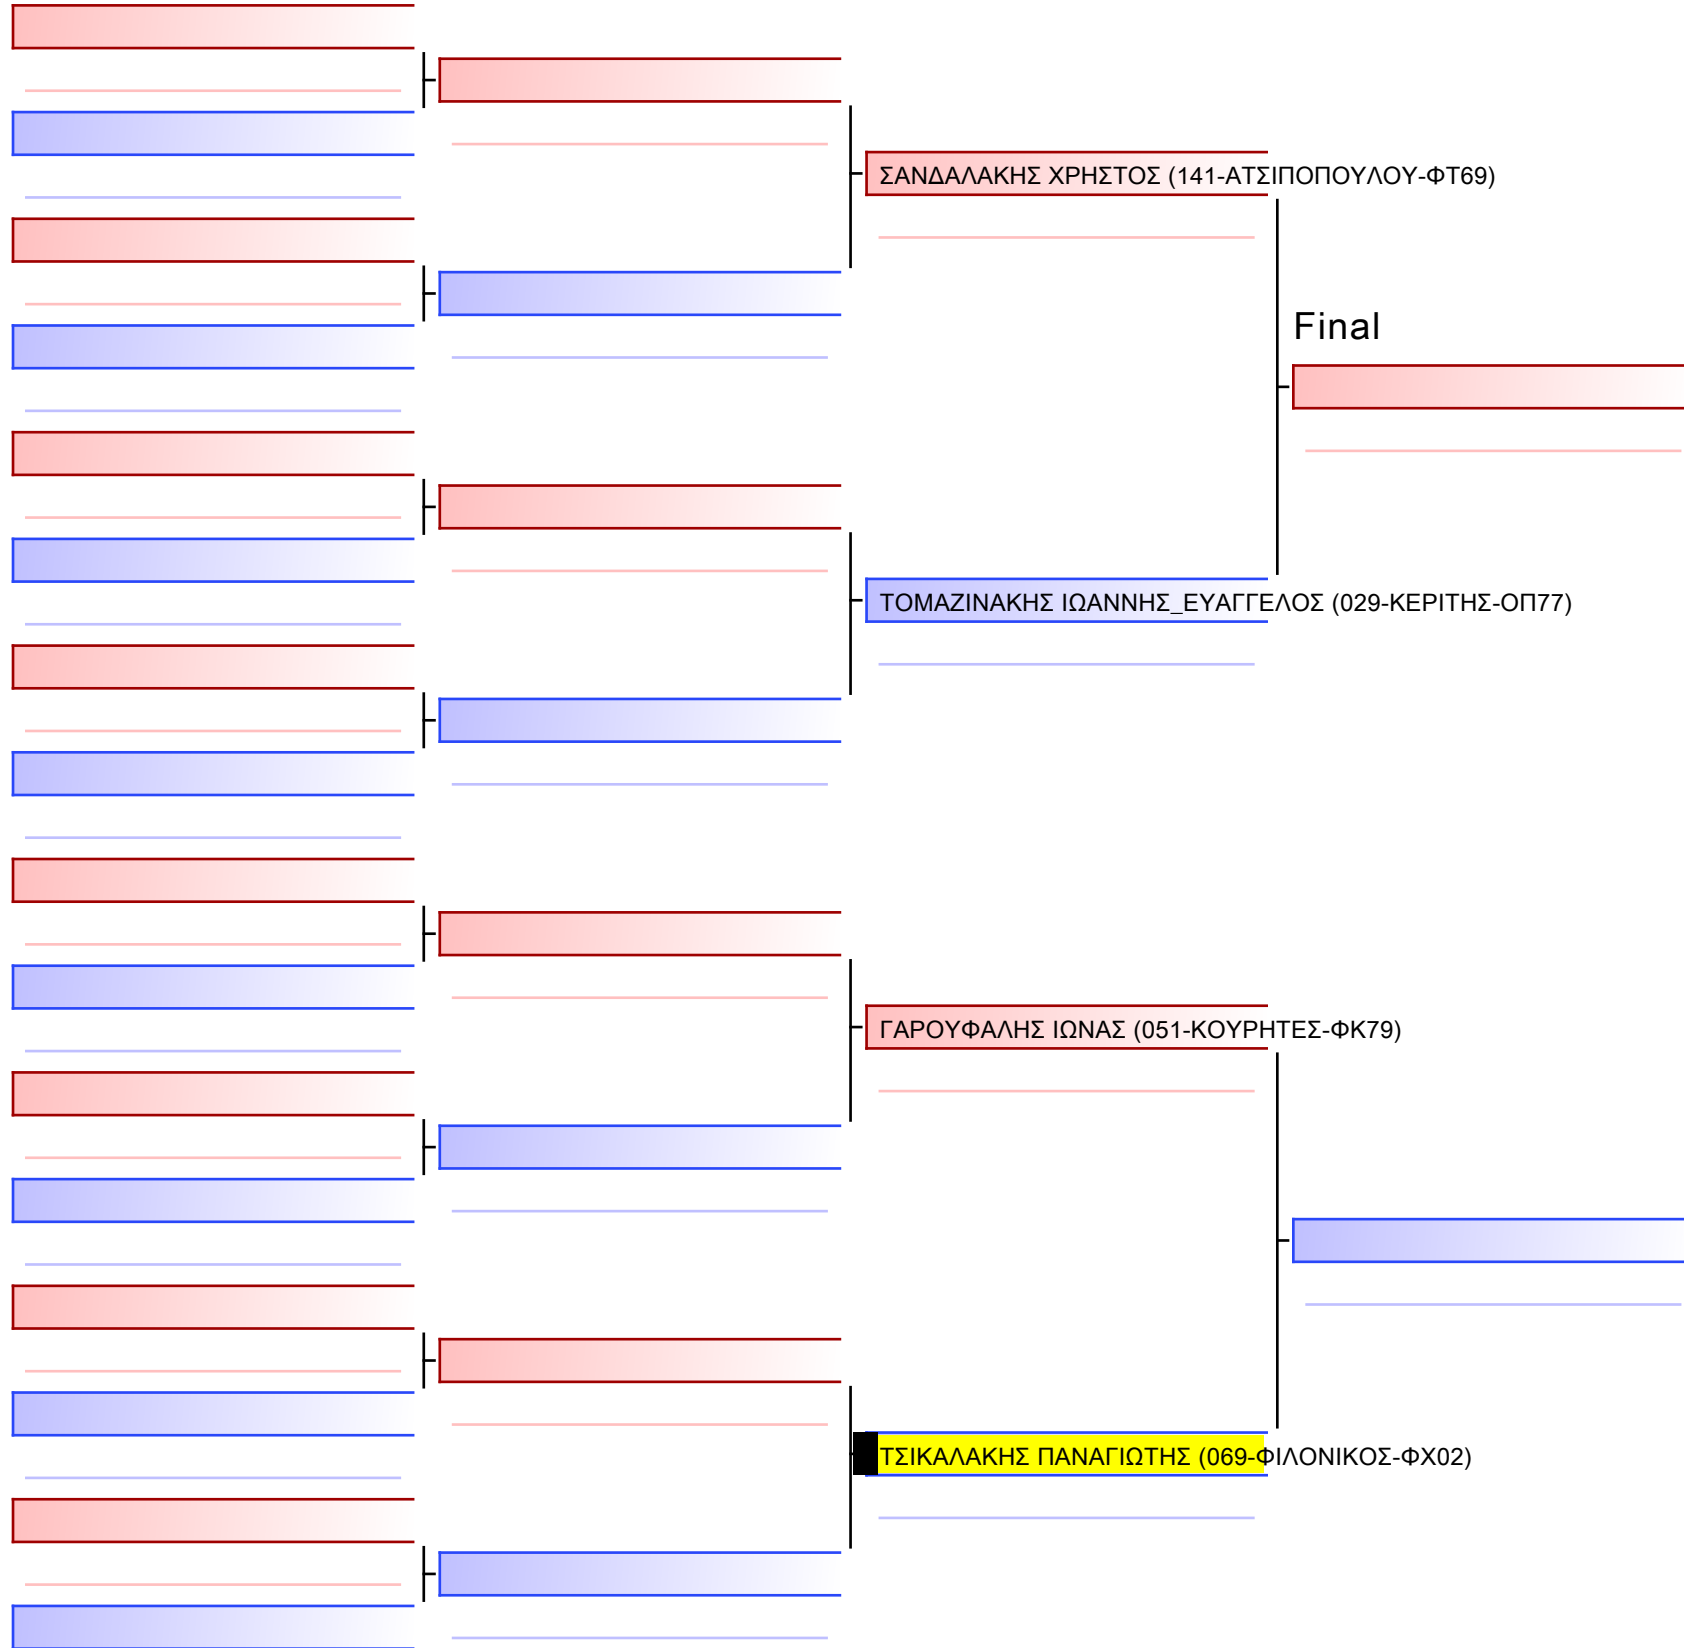 ΣΑΝΔΑΛΑΚΗΣ ΧΡΗΣΤΟΣ (141-ΑΤΣΙΠΟΠΟΥΛΟΥ-ΦΤ69)
Final
ΤΟΜΑΖΙΝΑΚΗΣ ΙΩΑΝΝΗΣ_ΕΥΑΓΓΕΛΟΣ (029-ΚΕΡΙΤΗΣ-ΟΠ77)
ΓΑΡΟΥΦΑΛΗΣ ΙΩΝΑΣ (051-ΚΟΥΡΗΤΕΣ-ΦΚ79)
ΤΣΙΚΑΛΑΚΗΣ ΠΑΝΑΓΙΩΤΗΣ (069-ΦΙΛΟΝΙΚΟΣ-ΦΧ02)